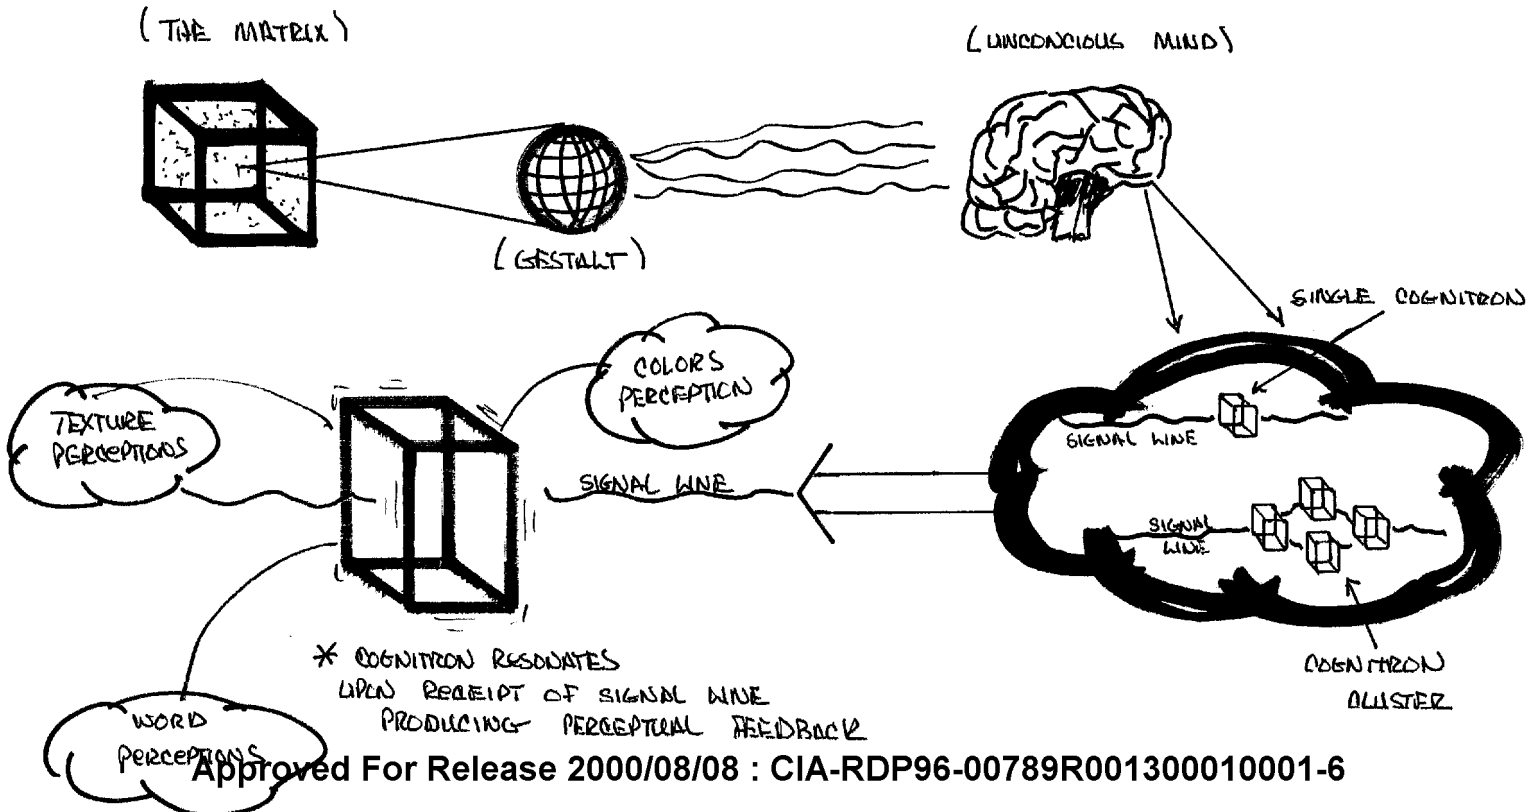 (THE MATRIX)
(UNCONCIOUS MIND)
(GESTALT)
SINGLE COGNITRON
COLORS
PERCEPTION
TEXTURE
PERCEPTIONS
SIGNAL LINE
SIGNAL LINE
SIGNAL
LINE
* COGNITRON RESONATES
UPON RECEIPT OF SIGNAL LINE
PRODUCING PERCEPTUAL FEEDBACK
COGNITRON
CLUSTER
WORD
PERCEPTIONS
Approved For Release 2000/08/08 : CIA-RDP96-00789R001300010001-6